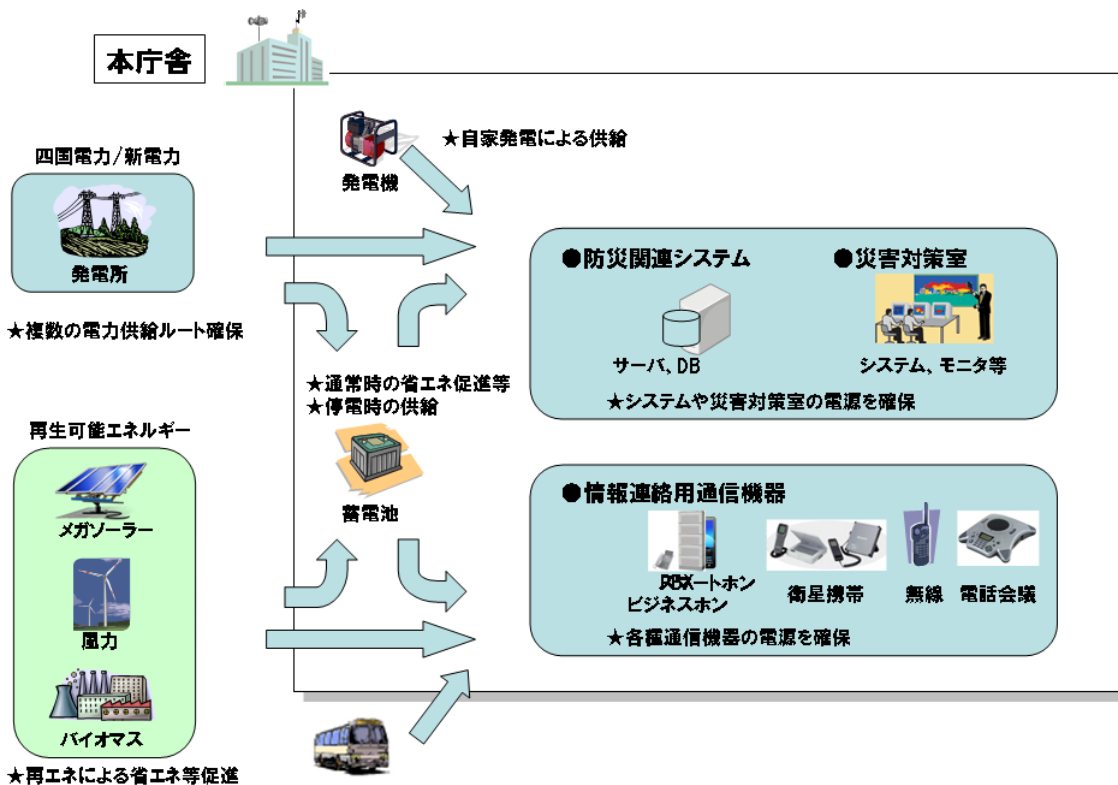 本庁舎
四国電力/新電力
発電所
★複数の電力供給ルート確保
再生可能エネルギー
メガソーラー
風力
バイオマス
★再エネによる省エネ等促進
発電機
★自家発電による供給
★通常時の省エネ促進等
★停電時の供給
蓄電池
●防災関連システム
サーバ、DB
●災害対策室
システム、モニタ等
★システムや災害対策室の電源を確保
●情報連絡用通信機器
ビジネスホン
衛星携帯
無線
電話会議
★各種通信機器の電源を確保